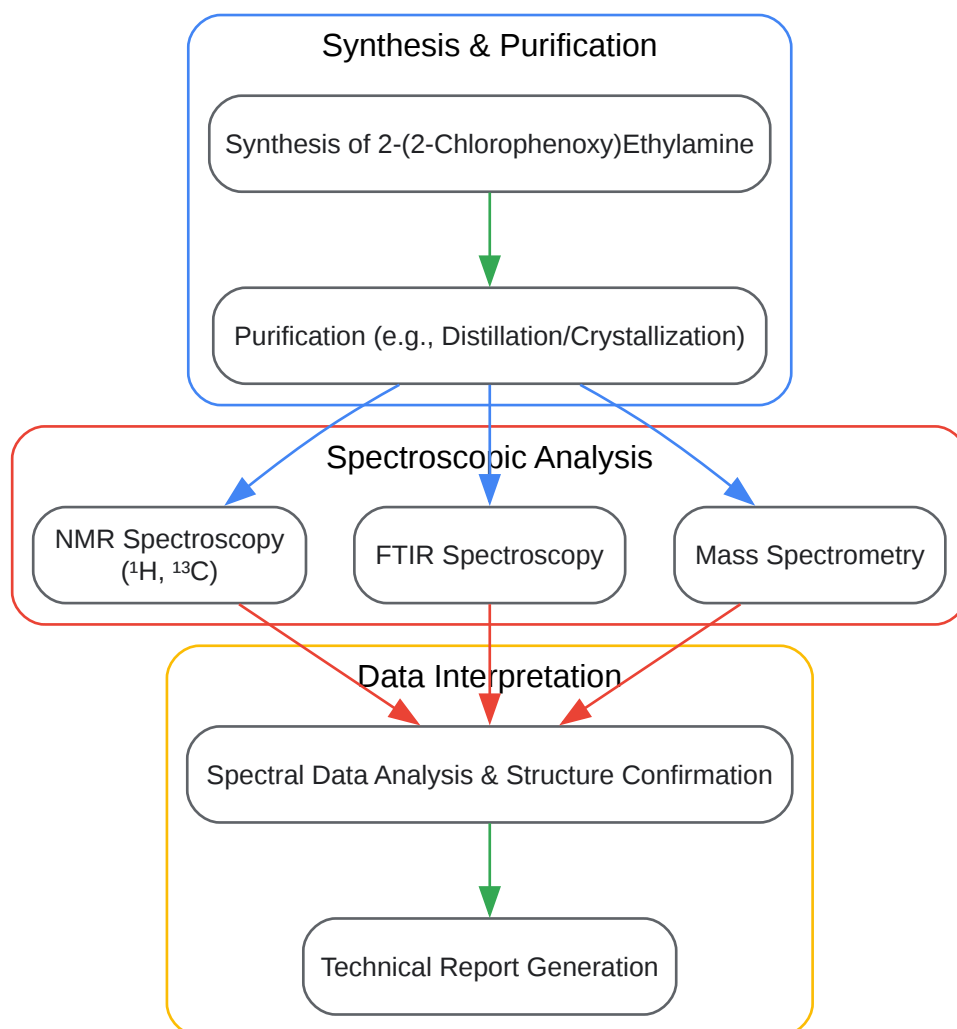 Synthesis & Purification
Synthesis of 2-(2-Chlorophenoxy)Ethylamine
Purification (e.g., Distillation/Crystallization)
Spectroscopic Analysis
NMR Spectroscopy
(¹H, ¹³C)
FTIR Spectroscopy
Mass Spectrometry
Data Interpretation
Spectral Data Analysis & Structure Confirmation
Technical Report Generation